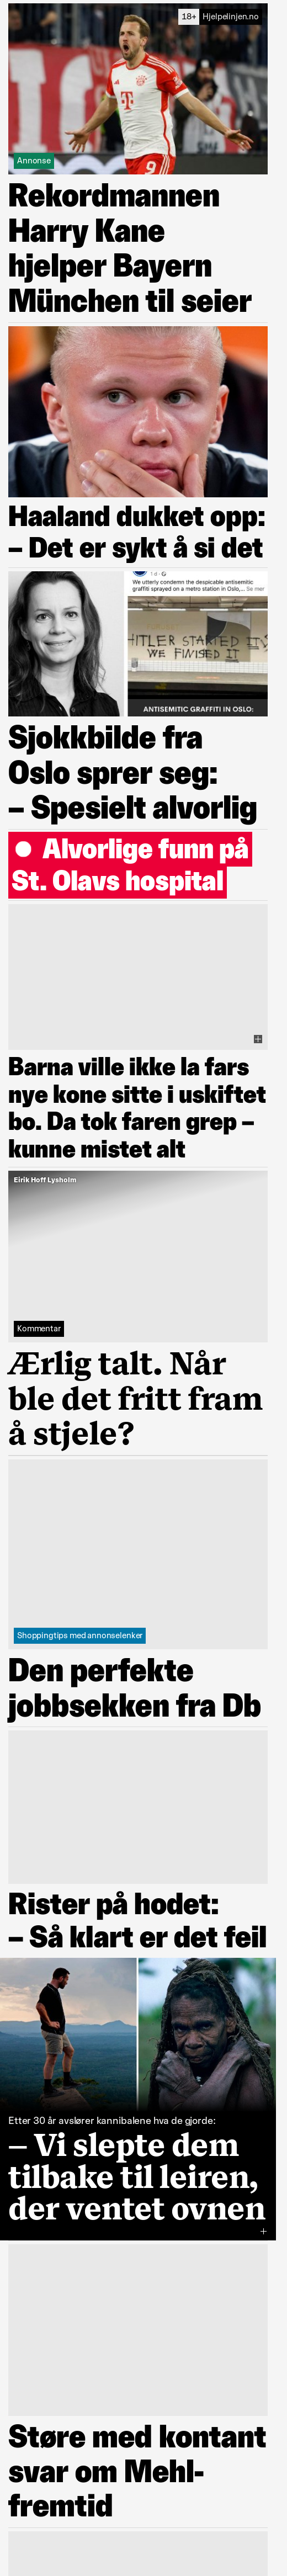 18+ Hjelpelinjen.no
Annonse
Rekordmannen
Harry Kane
hjelper Bayern
München til seier
Haaland dukket opp:
– Det er sykt å si det
1 d ·
We utterly condemn the despicable antisemitic
graffiti sprayed on a metro station in Oslo,... Se mer
HITLER STARTED IT
WE FINISED IT
ANTISEMITIC GRAFFITI IN OSLO:
Sjokkbilde fra
Oslo sprer seg:
– Spesielt alvorlig
Alvorlige funn på
St. Olavs hospital
Barna ville ikke la fars
nye kone sitte i uskiftet
bo. Da tok faren grep –
kunne mistet alt
Eirik Hoff Lysholm
Kommentar
Ærlig talt. Når
ble det fritt fram
å stjele?
Shoppingtips med annonselenker
Den perfekte
jobbsekken fra Db
Rister på hodet:
– Så klart er det feil
Etter 30 år avslører kannibalene hva de gjorde:
– Vi slepte dem
tilbake til leiren,
der ventet ovnen
Støre med kontant
svar om Mehl-
fremtid